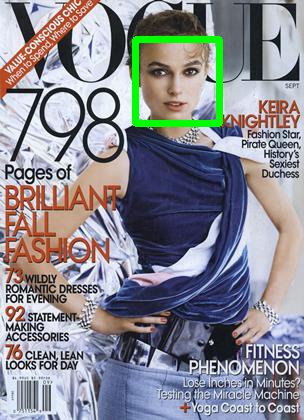 VALUE-CONSCIOUS CHIC
When to Spend, Where to Save!
VOGUE
SEPT
798
Pages of
BRILLIANT
FALL
FASHION
73 WILDLY
ROMANTIC DRESSES
FOR EVENING
92 STATEMENT-
MAKING
ACCESSORIES
76 CLEAN, LEAN
LOOKS FOR DAY
KEIRA
KNIGHTLEY
Fashion Star,
Pirate Queen,
History's
Sexiest
Duchess
FITNESS
PHENOMENON
Lose Inches in Minutes?
Testing the Miracle Machine
+ Yoga Coast to Coast